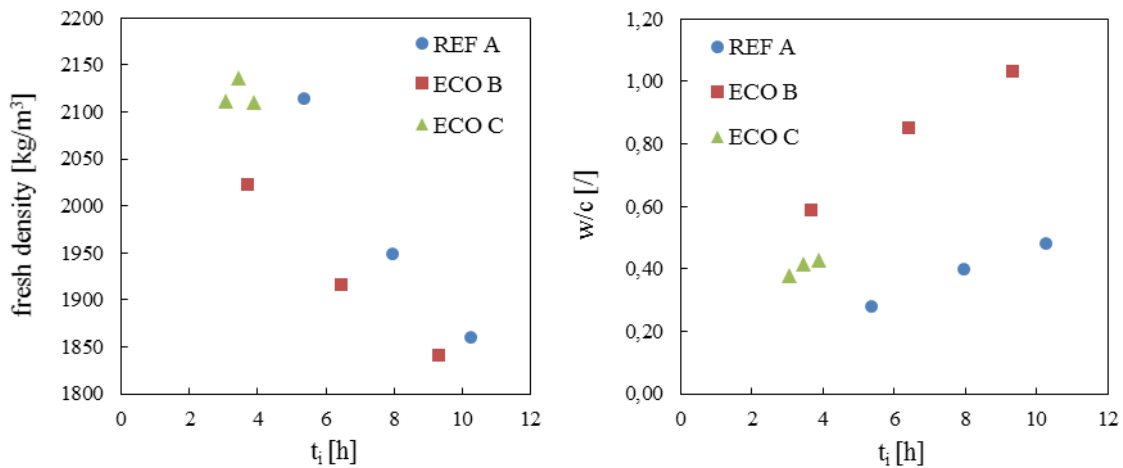 2200
2150
2100
2050
2000
1950
1900
1850
1800
fresh density [kg/m³]
REF A
ECO B
ECO C
0 2 4 6 8 10 12
tᵢ [h]
1,20
1,00
0,80
0,60
0,40
0,20
0,00
w/c [/]
REF A
ECO B
ECO C
0 2 4 6 8 10 12
tᵢ [h]